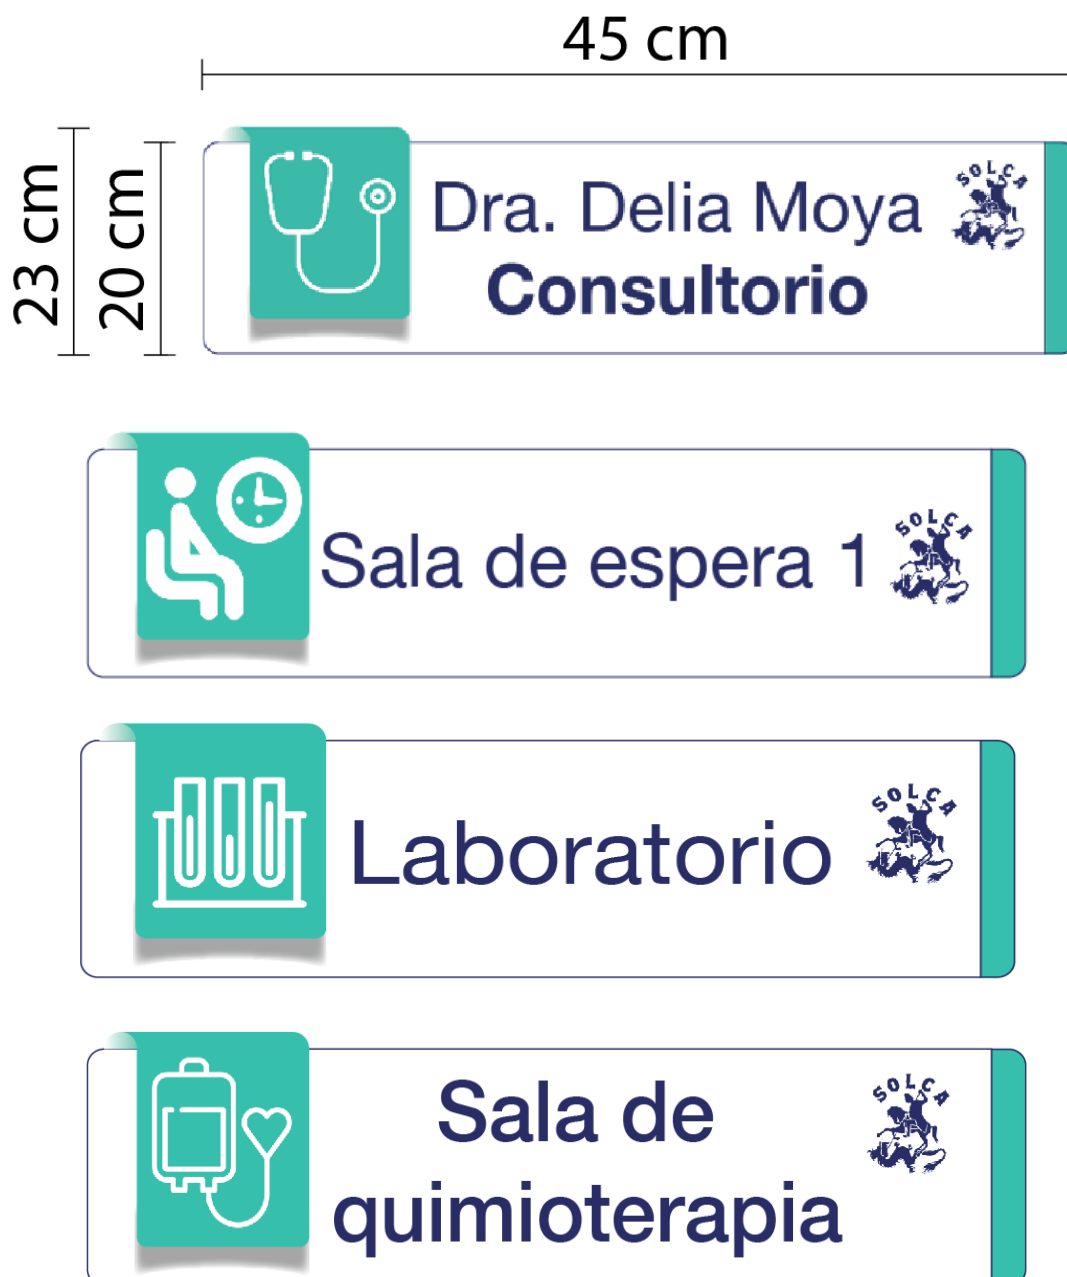 45 cm
23 cm
20 cm
Dra. Delia Moya
Consultorio
SOLCA
Sala de espera 1
SOLCA
Laboratorio
SOLCA
Sala de
quimioterapia
SOLCA